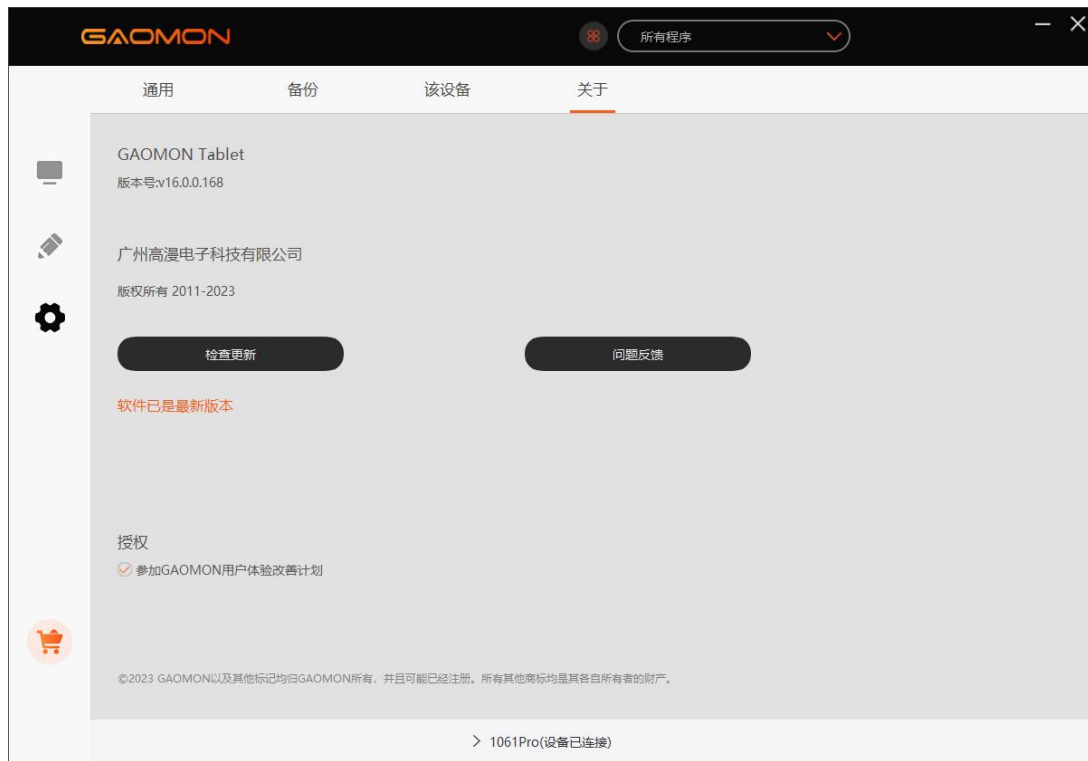 GAOMON
所有程序
通用 备份 该设备 关于
GAOMON Tablet
版本号:v16.0.0.168
广州高漫电子科技有限公司
版权所有 2011-2023
检查更新 问题反馈
软件已是最新版本
授权
参加GAOMON用户体验改善计划
©2023 GAOMON以及其他标记均归GAOMON所有，并且可能已经注册。所有其他商标均是其各自所有者的财产。
1061Pro(设备已连接)